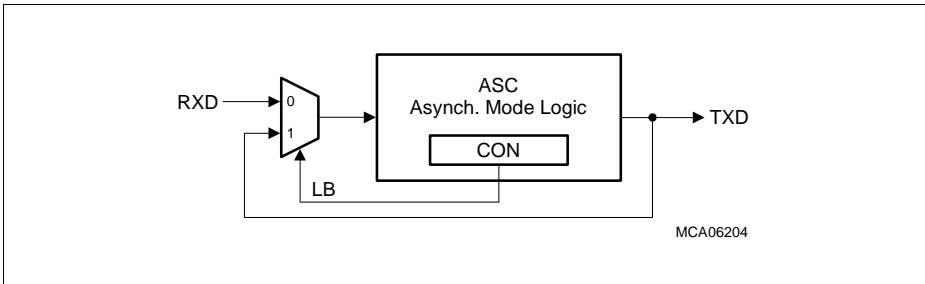 ASC
Asynch. Mode Logic
RXD
0
TXD
1
CON
LB
MCA06204